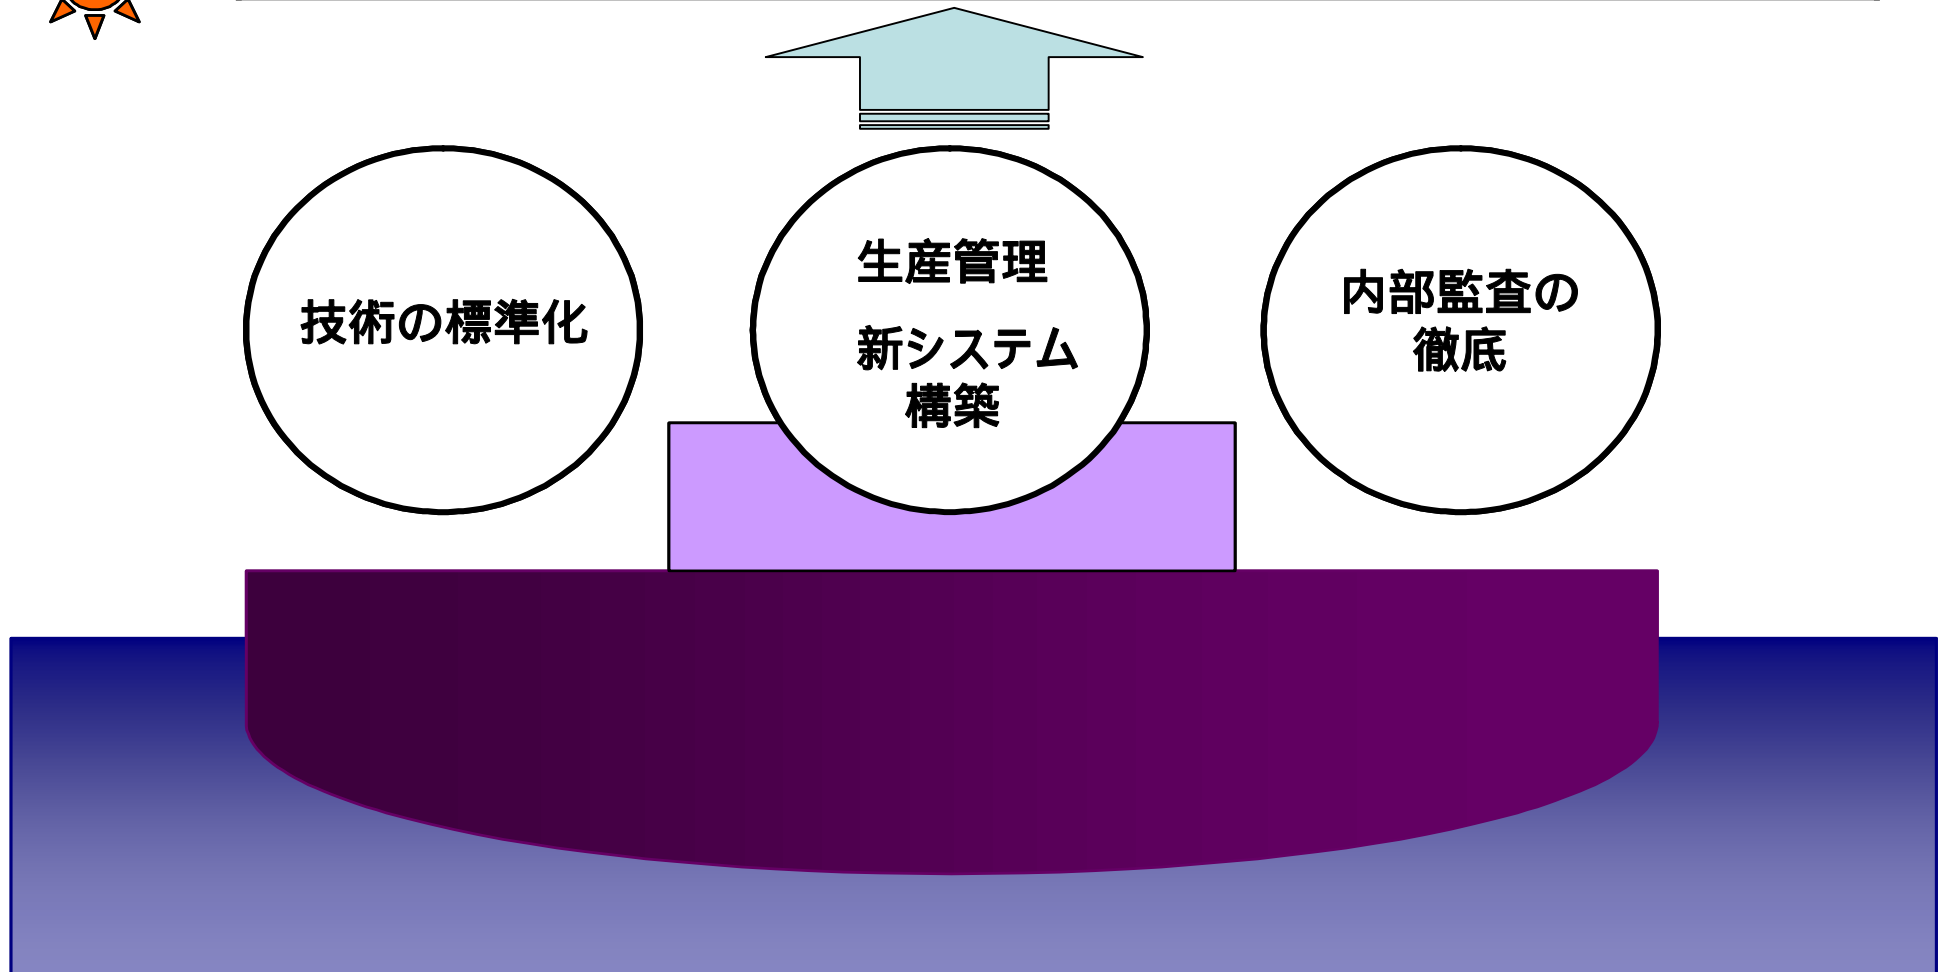 技術の標準化
生産管理
新システム
構築
内部監査の
徹底